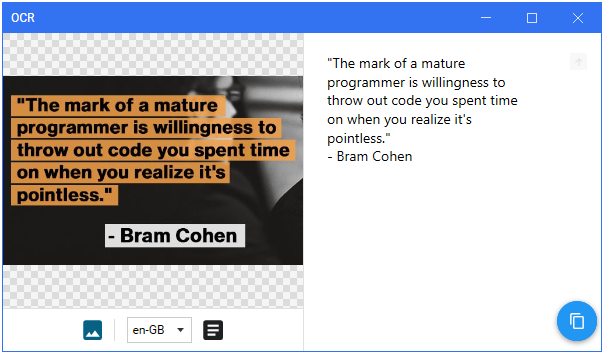 OCR
"The mark of a mature
programmer is willingness to
throw out code you spent time
on when you realize it's
pointless."
- Bram Cohen
"The mark of a mature
programmer is willingness to
throw out code you spent time
on when you realize it's
pointless."
- Bram Cohen
en-GB